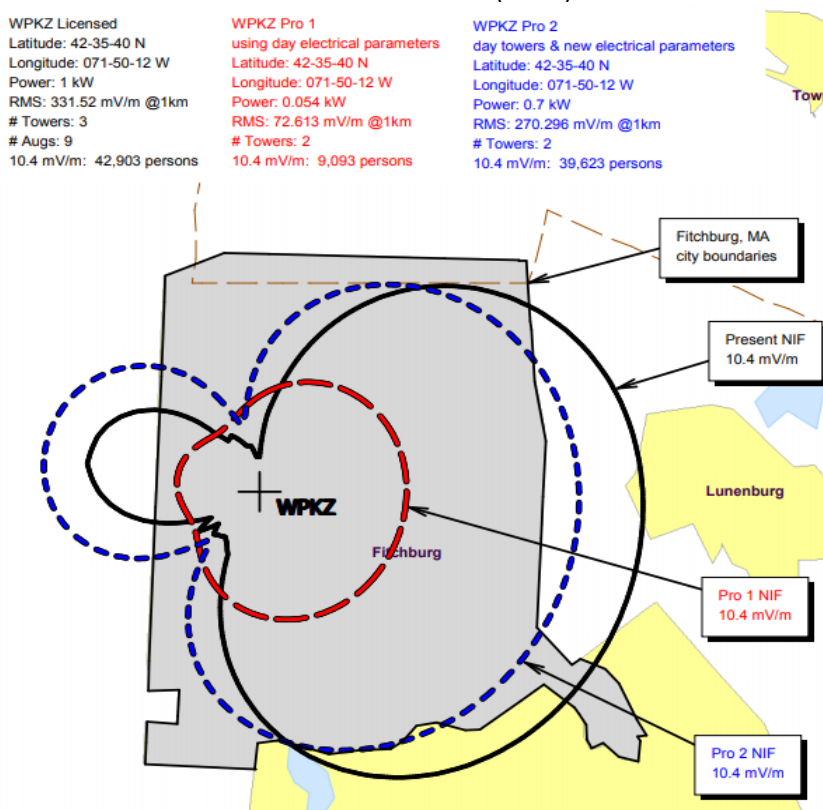 WPKZ Licensed
Latitude: 42-35-40 N
Longitude: 071-50-12 W
Power: 1 kW
RMS: 331.52 mV/m @1km
# Towers: 3
# Augs: 9
10.4 mV/m: 42,903 persons
WPKZ Pro 1
using day electrical parameters
Latitude: 42-35-40 N
Longitude: 071-50-12 W
Power: 0.054 kW
RMS: 72.613 mV/m @1km
# Towers: 2
10.4 mV/m: 9,093 persons
WPKZ Pro 2
day towers & new electrical parameters
Latitude: 42-35-40 N
Longitude: 071-50-12 W
Power: 0.7 kW
RMS: 270.296 mV/m @1km
# Towers: 2
10.4 mV/m: 39,623 persons
Fitchburg, MA
city boundaries
Present NIF
10.4 mV/m
Lunenburg
WPKZ
Fitchburg
Pro 1 NIF
10.4 mV/m
Pro 2 NIF
10.4 mV/m